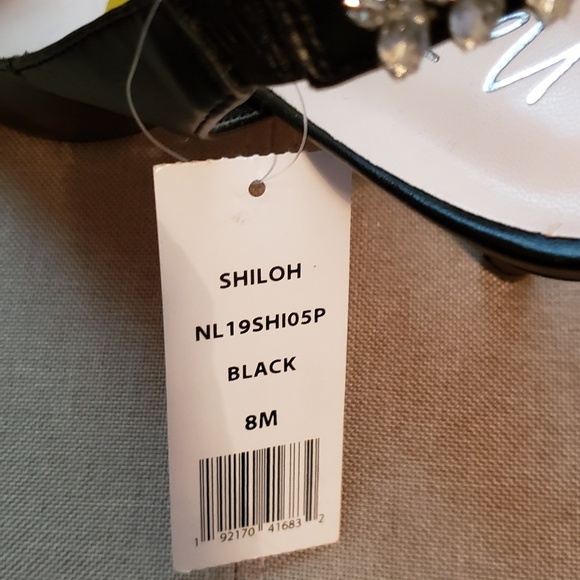 SHILOH
NL19SHI05P
BLACK
8M
1 92170 41683 2